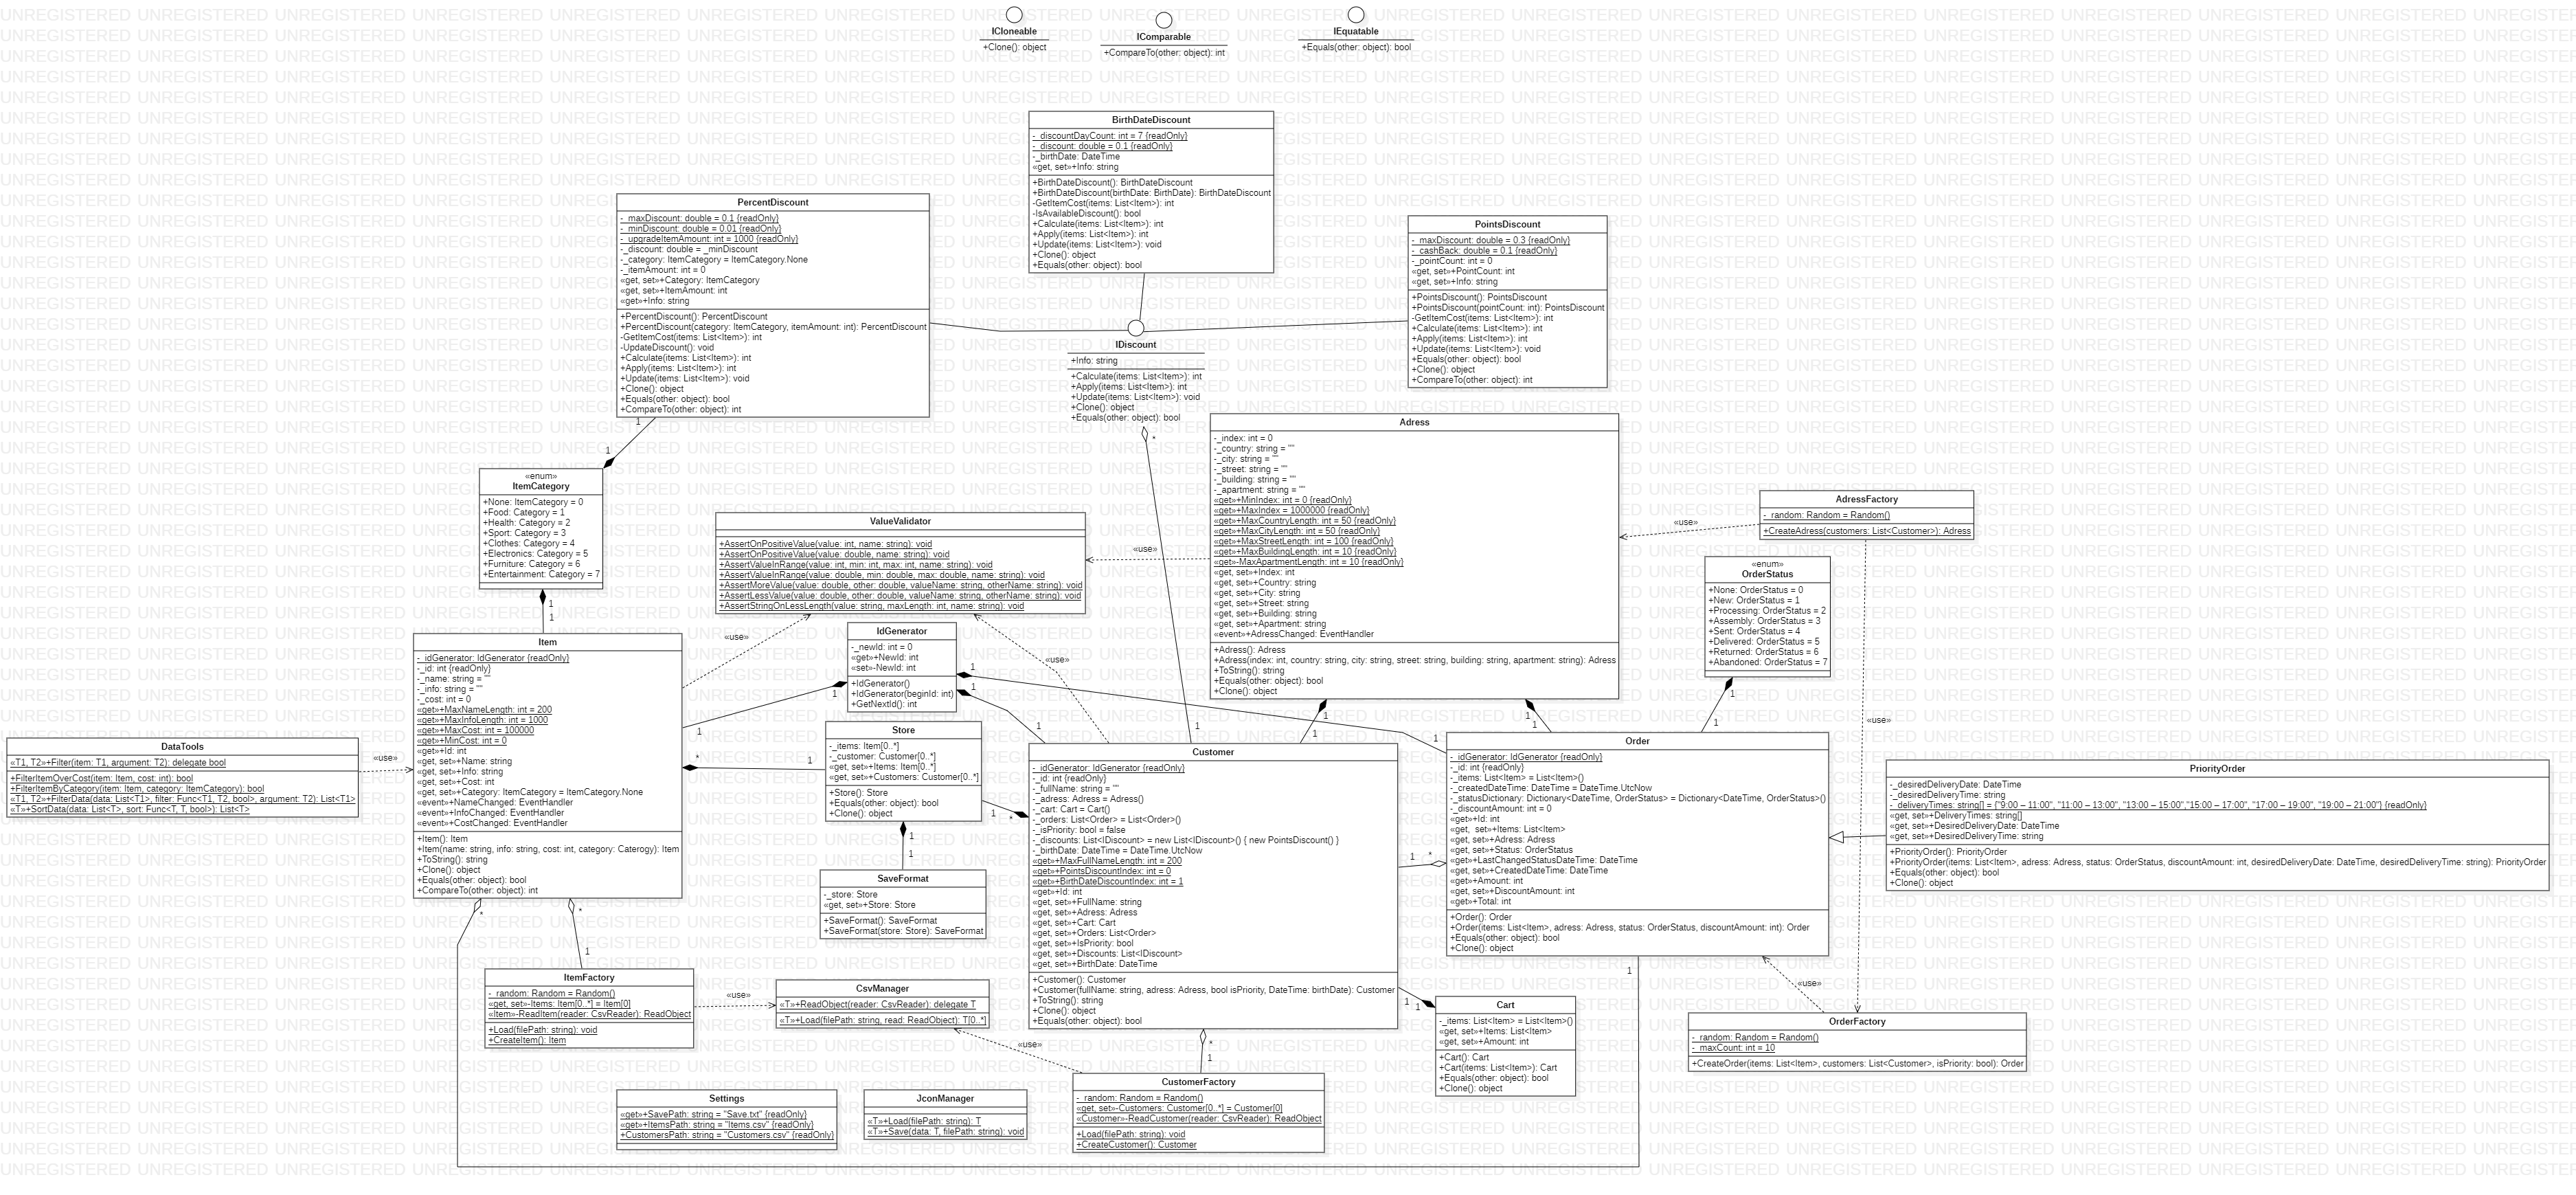 ICloneable
+Clone(): object
IComparable
+CompareTo(other: object): int
IEquatable
+Equals(other: object): bool
BirthDateDiscount
-_discountDayCount: int = 7 {readOnly}
-_discount: double = 0.1 {readOnly}
-_birthDate: DateTime
«get, set»+Info: string
+BirthDateDiscount(): BirthDateDiscount
+BirthDateDiscount(birthDate: BirthDate): BirthDateDiscount
-GetItemCost(items: List<Item>): int
-IsAvailableDiscount(): bool
+Calculate(items: List<Item>): int
+Apply(items: List<Item>): int
+Update(items: List<Item>): void
+Clone(): object
+Equals(other: object): bool
PercentDiscount
-_maxDiscount: double = 0.1 {readOnly}
-_minDiscount: double = 0.01 {readOnly}
-_upgradeItemAmount: int = 1000 {readOnly}
-_discount: double = _minDiscount
-_category: ItemCategory = ItemCategory.None
-_itemAmount: int = 0
«get, set»+Category: ItemCategory
«get, set»+ItemAmount: int
«get»+Info: string
+PercentDiscount(): PercentDiscount
+PercentDiscount(category: ItemCategory, itemAmount: int): PercentDiscount
-GetItemCost(items: List<Item>): int
-UpdateDiscount(): void
+Calculate(items: List<Item>): int
+Apply(items: List<Item>): int
+Update(items: List<Item>): void
+Clone(): object
+Equals(other: object): bool
+CompareTo(other: object): int
PointsDiscount
-_maxDiscount: double = 0.3 {readOnly}
-_cashBack: double = 0.1 {readOnly}
-_pointCount: int = 0
«get, set»+PointCount: int
«get, set»+Info: string
+PointsDiscount(): PointsDiscount
+PointsDiscount(pointCount: int): PointsDiscount
-GetItemCost(items: List<Item>): int
+Calculate(items: List<Item>): int
+Apply(items: List<Item>): int
+Update(items: List<Item>): void
+Equals(other: object): bool
+Clone(): object
+CompareTo(other: object): int
IDiscount
+Info: string
+Calculate(items: List<Item>): int
+Apply(items: List<Item>): int
+Update(items: List<Item>): void
+Clone(): object
+Equals(other: object): bool
Adress
-_index: int = 0
-_country: string = ""
-_city: string = ""
-_street: string = ""
-_building: string = ""
-_apartment: string = ""
«get»+MinIndex: int = 0 {readOnly}
«get»+MaxIndex = 1000000 {readOnly}
«get»+MaxCountryLength: int = 50 {readOnly}
«get»+MaxCityLength: int = 50 {readOnly}
«get»+MaxStreetLength: int = 100 {readOnly}
«get»+MaxBuildingLength: int = 10 {readOnly}
«get»-MaxApartmentLength: int = 10 {readOnly}
«get, set»+Index: int
«get, set»+Country: string
«get, set»+City: string
«get, set»+Street: string
«get, set»+Building: string
«get, set»+Apartment: string
«event»+AdressChanged: EventHandler
+Adress(): Adress
+Adress(index: int, country: string, city: string, street: string, building: string, apartment: string): Adress
+ToString(): string
+Equals(other: object): bool
+Clone(): object
«enum»
ItemCategory
+None: ItemCategory = 0
+Food: Category = 1
+Health: Category = 2
+Sport: Category = 3
+Clothes: Category = 4
+Electronics: Category = 5
+Furniture: Category = 6
+Entertainment: Category = 7
ValueValidator
+AssertOnPositiveValue(value: int, name: string): void
+AssertOnPositiveValue(value: double, name: string): void
+AssertValueInRange(value: int, min: int, max: int, name: string): void
+AssertValueInRange(value: double, min: double, max: double, name: string): void
+AssertMoreValue(value: double, other: double, valueName: string, otherName: string): void
+AssertLessValue(value: double, other: double, valueName: string, otherName: string): void
+AssertStringOnLessLength(value: string, maxLength: int, name: string): void
AdressFactory
-_random: Random = Random()
+CreateAdress(customers: List<Customer>): Adress
«enum»
OrderStatus
+None: OrderStatus = 0
+New: OrderStatus = 1
+Processing: OrderStatus = 2
+Assembly: OrderStatus = 3
+Sent: OrderStatus = 4
+Delivered: OrderStatus = 5
+Returned: OrderStatus = 6
+Abandoned: OrderStatus = 7
IdGenerator
-_newId: int = 0
«get»+NewId: int
«set»-NewId: int
+IdGenerator()
+IdGenerator(beginId: int)
+GetNextId(): int
Item
-_idGenerator: IdGenerator {readOnly}
-_id: int {readOnly}
-_name: string = ""
-_info: string = ""
-_cost: int = 0
«get»+MaxNameLength: int = 200
«get»+MaxInfoLength: int = 1000
«get»+MaxCost: int = 100000
«get»+MinCost: int = 0
«get»+Id: int
«get, set»+Name: string
«get, set»+Info: string
«get, set»+Cost: int
«get, set»+Category: ItemCategory = ItemCategory.None
«event»+NameChanged: EventHandler
«event»+InfoChanged: EventHandler
«event»+CostChanged: EventHandler
+Item(): Item
+Item(name: string, info: string, cost: int, category: Caterogy): Item
+ToString(): string
+Clone(): object
+Equals(other: object): bool
+CompareTo(other: object): int
DataTools
«T1, T2»+Filter(item: T1, argument: T2): delegate bool
+FilterItemOverCost(item: Item, cost: int): bool
+FilterItemByCategory(item: Item, category: ItemCategory): bool
«T1, T2»+FilterData(data: List<T1>, filter: Func<T1, T2, bool>, argument: T2): List<T1>
«T»+SortData(data: List<T>, sort: Func<T, T, bool>): List<T>
Store
-_items: Item[0..*]
-_customer: Customer[0..*]
«get, set»+Items: Item[0..*]
«get, set»+Customers: Customer[0..*]
+Store(): Store
+Equals(other: object): bool
+Clone(): object
SaveFormat
-_store: Store
«get, set»+Store: Store
+SaveFormat(): SaveFormat
+SaveFormat(store: Store): SaveFormat
Customer
-_idGenerator: IdGenerator {readOnly}
-_id: int {readOnly}
-_fullName: string = ""
-_adress: Adress = Adress()
-_cart: Cart = Cart()
-_orders: List<Order> = List<Order>()
-_isPriority: bool = false
-_discounts: List<IDiscount> = new List<IDiscount>() { new PointsDiscount() }
-_birthDate: DateTime = DateTime.UtcNow
«get»+MaxFullNameLength: int = 200
«get»+PointsDiscountIndex: int = 0
«get»+BirthDateDiscountIndex: int = 1
«get»+Id: int
«get, set»+FullName: string
«get, set»+Adress: Adress
«get, set»+Cart: Cart
«get, set»+Orders: List<Order>
«get, set»+IsPriority: bool
«get, set»+Discounts: List<IDiscount>
«get, set»+BirthDate: DateTime
+Customer(): Customer
+Customer(fullName: string, adress: Adress, bool isPriority, DateTime: birthDate): Customer
+ToString(): string
+Clone(): object
+Equals(other: object): bool
Order
-_idGenerator: IdGenerator {readOnly}
-_id: int {readOnly}
-_items: List<Item> = List<Item>()
-_createdDateTime: DateTime = DateTime.UtcNow
-_statusDictionary: Dictionary<DateTime, OrderStatus> = Dictionary<DateTime, OrderStatus>()
-_discountAmount: int = 0
«get»+Id: int
«get, set»+Items: List<Item>
«get, set»+Adress: Adress
«get, set»+Status: OrderStatus
«get»+LastChangedStatusDateTime: DateTime
«get, set»+CreatedDateTime: DateTime
«get»+Amount: int
«get, set»+DiscountAmount: int
«get»+Total: int
+Order(): Order
+Order(items: List<Item>, adress: Adress, status: OrderStatus, discountAmount: int): Order
+Equals(other: object): bool
+Clone(): object
PriorityOrder
-_desiredDeliveryDate: DateTime
-_desiredDeliveryTime: string
-_deliveryTimes: string[] = {"9:00 – 11:00", "11:00 – 13:00", "13:00 – 15:00","15:00 – 17:00", "17:00 – 19:00", "19:00 – 21:00"} {readOnly}
«get, set»+DeliveryTimes: string[]
«get, set»+DesiredDeliveryDate: DateTime
«get, set»+DesiredDeliveryTime: string
+PriorityOrder(): PriorityOrder
+PriorityOrder(items: List<Item>, adress: Adress, status: OrderStatus, discountAmount: int, desiredDeliveryDate: DateTime, desiredDeliveryTime: string): PriorityOrder
+Equals(other: object): bool
+Clone(): object
ItemFactory
-_random: Random = Random()
«get, set»-Items: Item[0..*] = Item[0]
«Item»-ReadItem(reader: CsvReader): ReadObject
+Load(filePath: string): void
+CreateItem(): Item
CsvManager
«T»+ReadObject(reader: CsvReader): delegate T
«T»+Load(filePath: string, read: ReadObject): T[0..*]
Cart
-_items: List<Item> = List<Item>()
«get, set»+Items: List<Item>
«get, set»+Amount: int
+Cart(): Cart
+Cart(items: List<Item>): Cart
+Equals(other: object): bool
+Clone(): object
OrderFactory
-_random: Random = Random()
-_maxCount: int = 10
+CreateOrder(items: List<Item>, customers: List<Customer>, isPriority: bool): Order
CustomerFactory
-_random: Random = Random()
«get, set»-Customers: Customer[0..*] = Customer[0]
«Customer»-ReadCustomer(reader: CsvReader): ReadObject
+Load(filePath: string): void
+CreateCustomer(): Customer
Settings
«get»+SavePath: string = "Save.txt" {readOnly}
«get»+ItemsPath: string = "Items.csv" {readOnly}
+CustomersPath: string = "Customers.csv" {readOnly}
JconManager
«T»+Load(filePath: string): T
«T»+Save(data: T, filePath: string): void
«use»
«use»
«use»
«use»
«use»
«use»
«use»
«use»
«use»